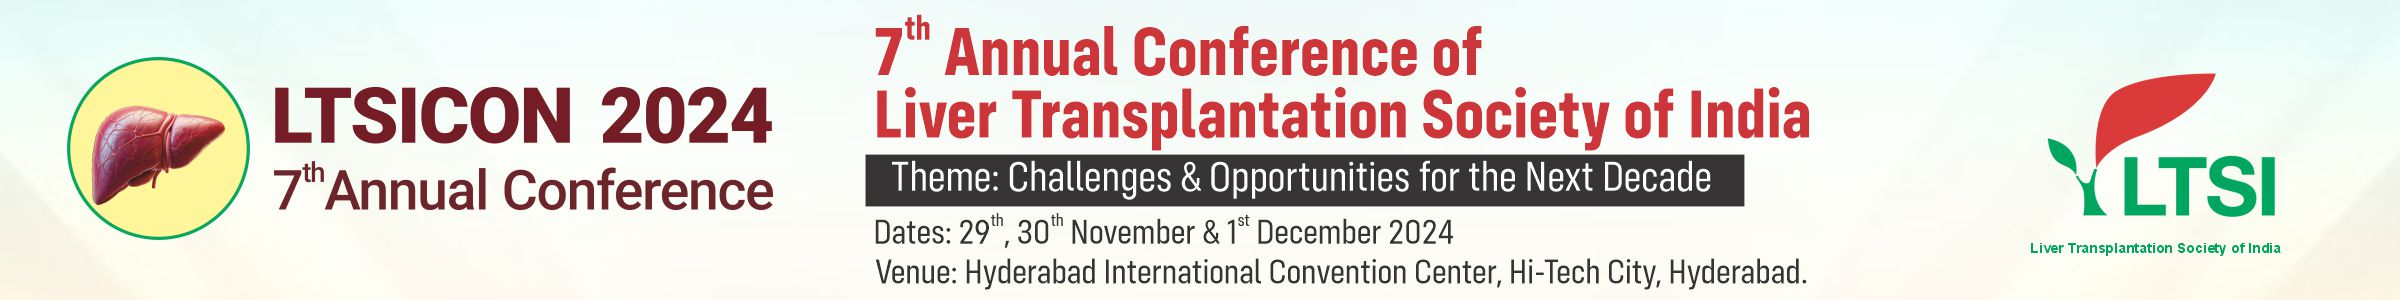 LTSICON 2024
7th Annual Conference
7th Annual Conference of
Liver Transplantation Society of India
Theme: Challenges & Opportunities for the Next Decade
Dates: 29th, 30th November & 1st December 2024
Venue: Hyderabad International Convention Center, Hi-Tech City, Hyderabad.
LTSI
Liver Transplantation Society of India